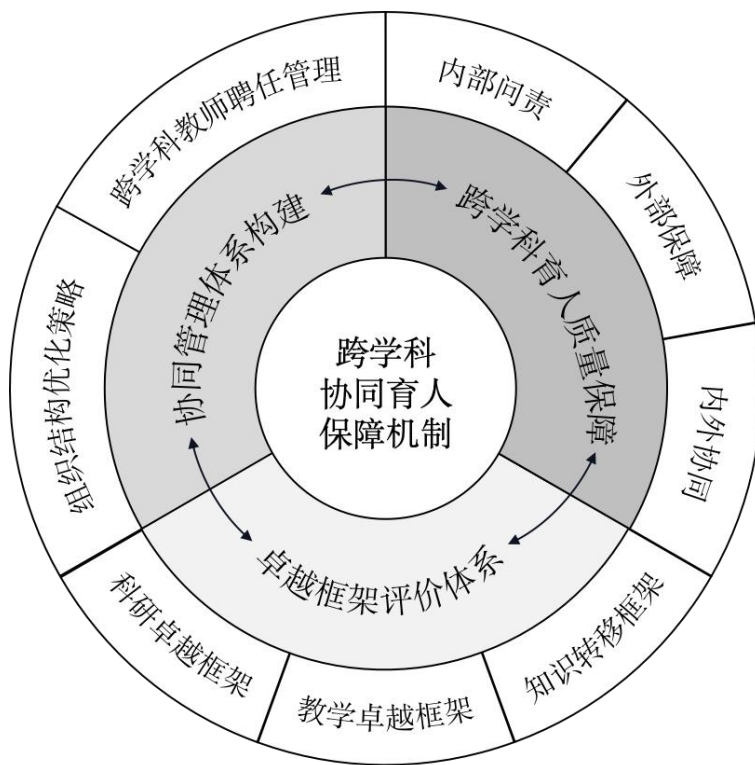 跨学科
协同育人
保障机制
协同管理体系构建
跨学科育人质量保障
卓越框架评价体系
组织结构优化策略
跨学科教师聘任管理
内部问责
外部保障
内外协同
知识转移框架
教学卓越框架
科研卓越框架